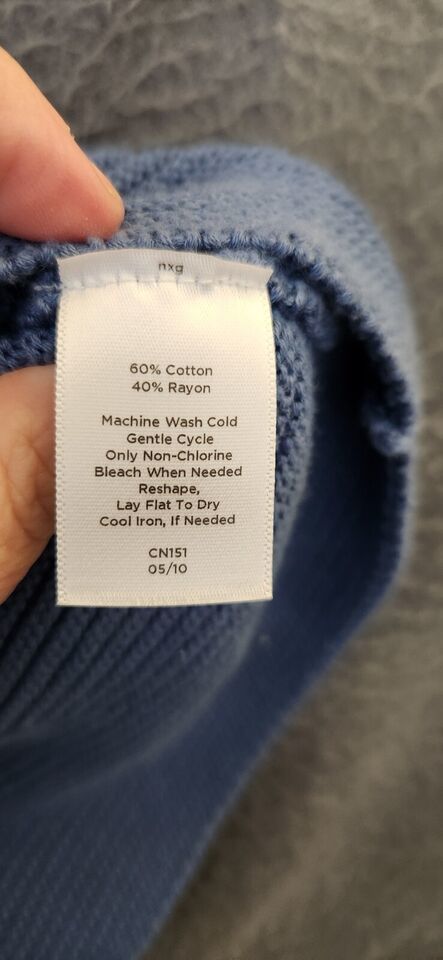 nxg
60% Cotton
40% Rayon
Machine Wash Cold
Gentle Cycle
Only Non-Chlorine
Bleach When Needed
Reshape,
Lay Flat To Dry
Cool Iron, If Needed
CN151
05/10